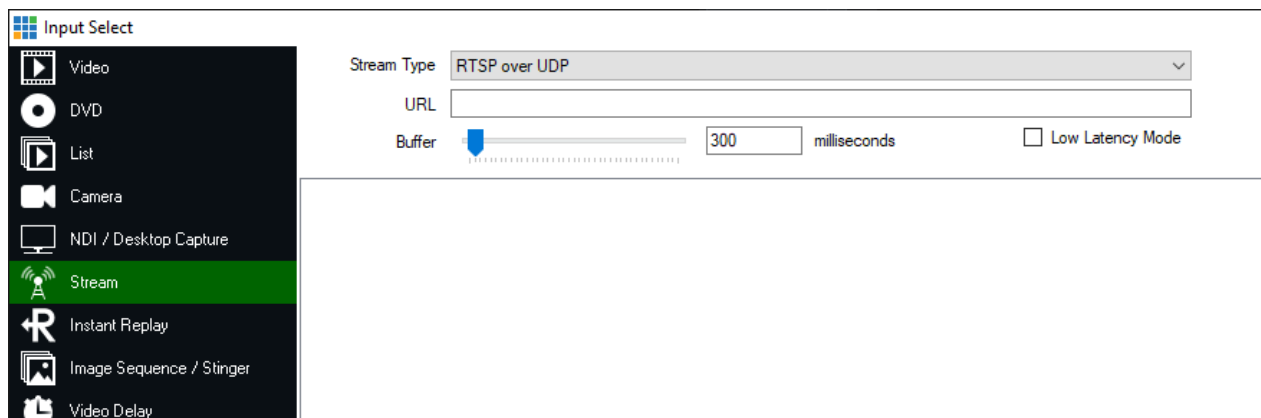 Input Select
Video
DVD
List
Camera
NDI / Desktop Capture
Stream
Instant Replay
Image Sequence / Stinger
Video Delay
Stream Type RTSP over UDP
URL
Buffer 300 milliseconds Low Latency Mode